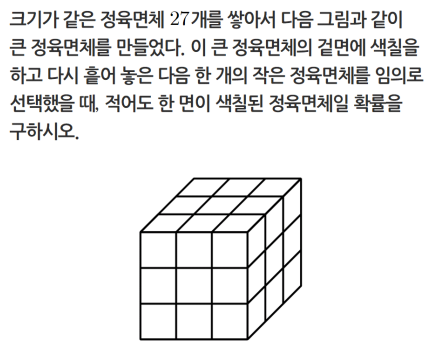 크기가 같은 정육면체 27개를 쌓아서 다음 그림과 같이
큰 정육면체를 만들었다. 이 큰 정육면체의 겉면에 색칠을
하고 다시 흩어 놓은 다음 한 개의 작은 정육면체를 임의로
선택했을 때, 적어도 한 면이 색칠된 정육면체일 확률을
구하시오.